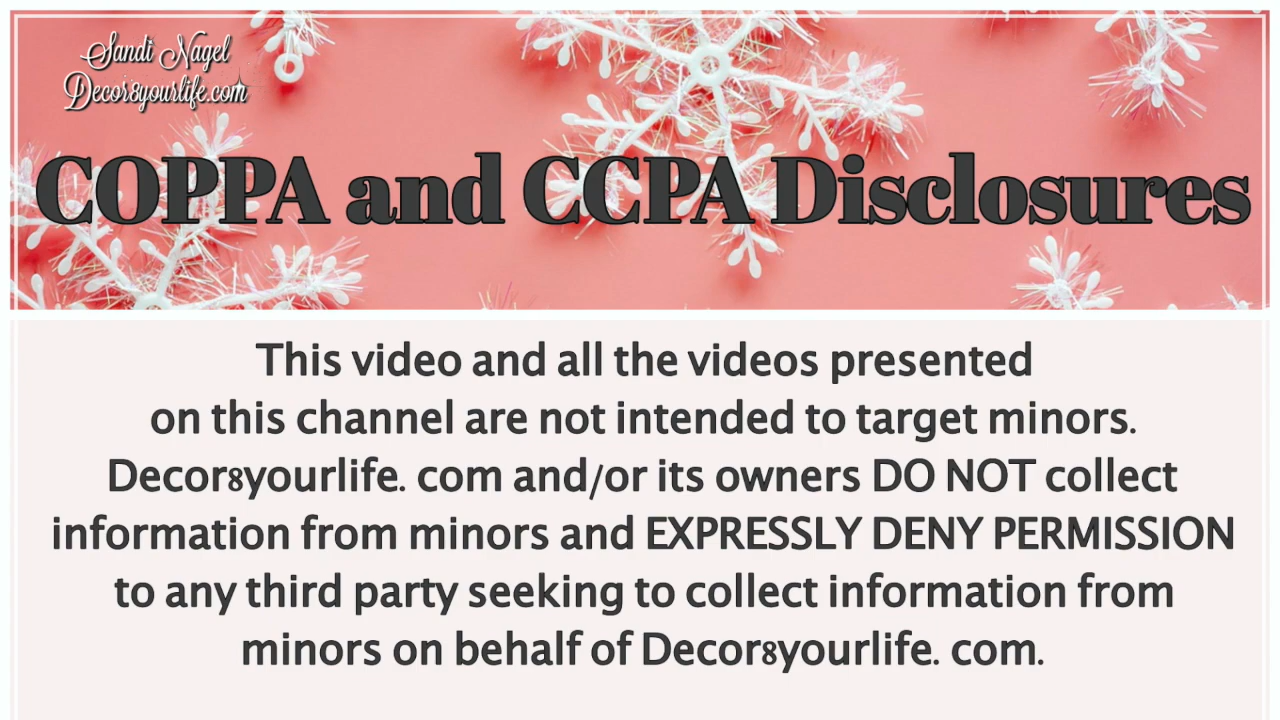 Sandi Nagel
Decor8yourlife.com
COPPA and CCPA Disclosures
This video and all the videos presented
on this channel are not intended to target minors.
Decor8yourlife. com and/or its owners DO NOT collect
information from minors and EXPRESSLY DENY PERMISSION
to any third party seeking to collect information from
minors on behalf of Decor8yourlife. com.